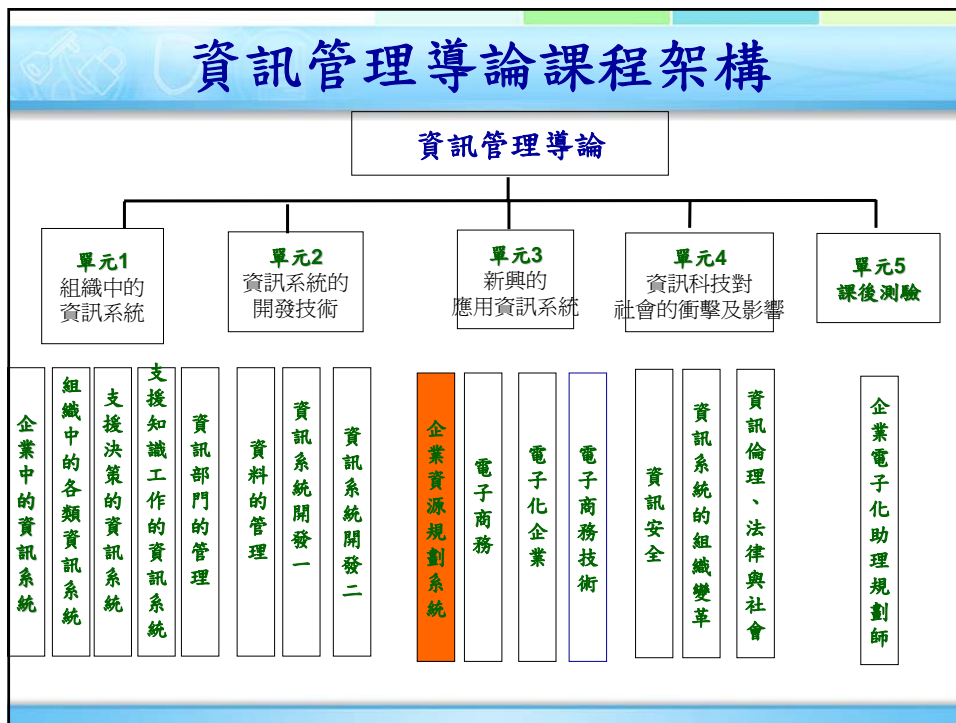 資訊管理導論課程架構
資訊管理導論
單元1
組織中的
資訊系統
單元2
資訊系統的
開發技術
單元3
新興的
應用資訊系統
單元4
資訊科技對
社會的衝擊及影響
單元5
課後測驗
企業中的資訊系統
組織中的各類資訊系統
支援決策的資訊系統
支援知識工作的資訊系統
資訊部門的管理
資料的管理
資訊系統開發一
資訊系統開發二
企業資源規劃系統
電子商務
電子化企業
電子商務技術
資訊安全
資訊系統的組織變革
資訊倫理、法律與社會
企業電子化助理規劃師